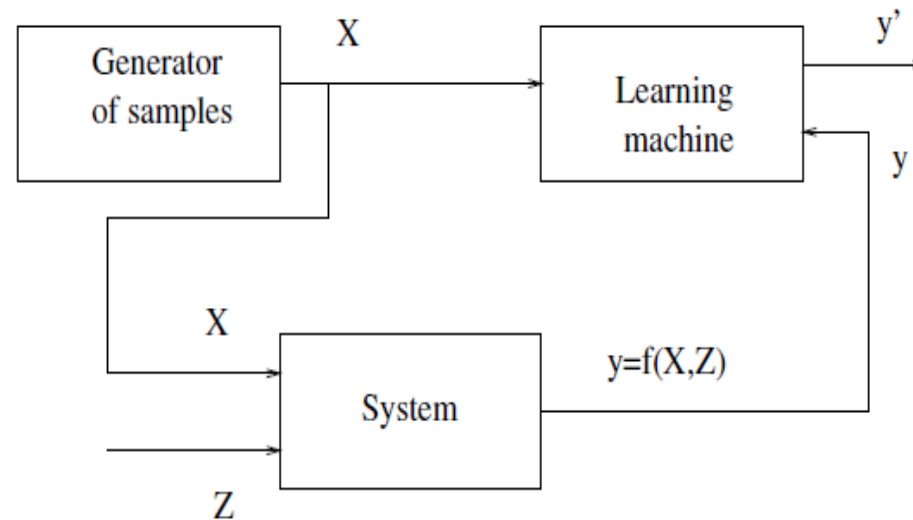 X
y’
Generator
of samples
Learning
machine
y
X
y=f(X,Z)
System
Z